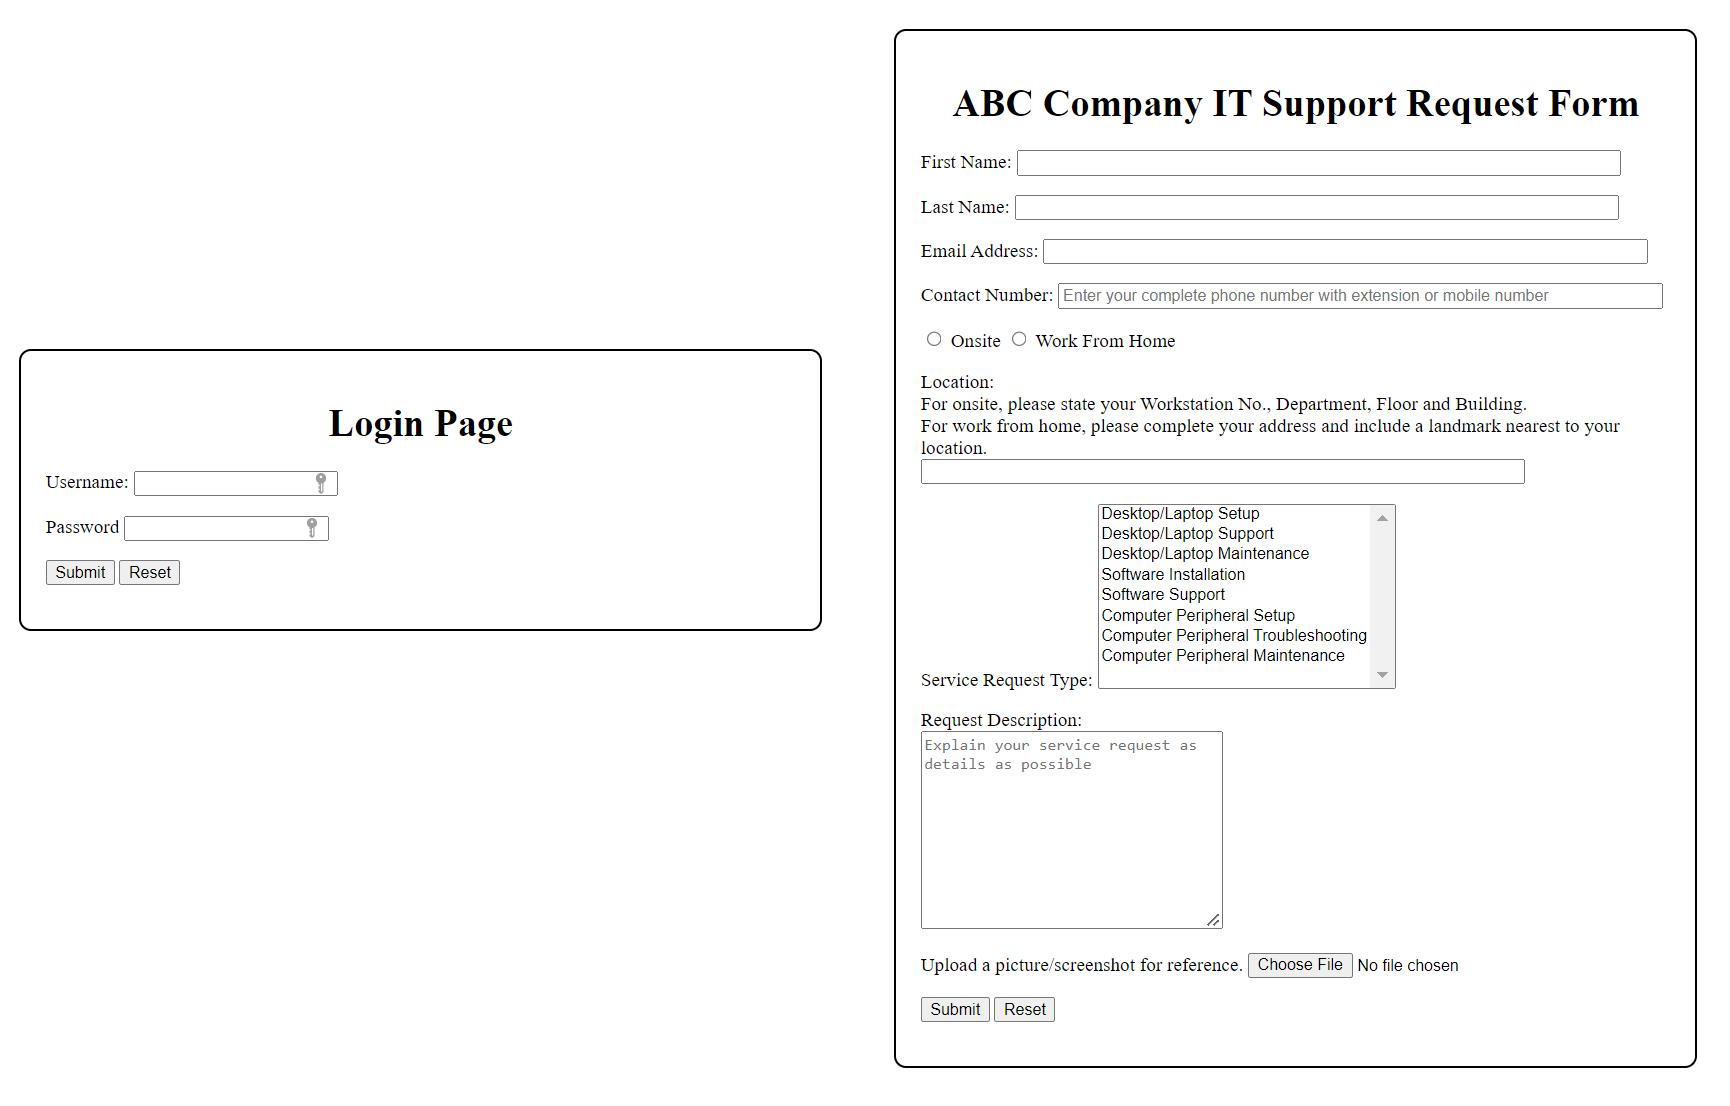 Login Page
Username:
Password
Submit Reset
ABC Company IT Support Request Form
First Name:
Last Name:
Email Address:
Contact Number: Enter your complete phone number with extension or mobile number
Onsite Work From Home
Location:
For onsite, please state your Workstation No., Department, Floor and Building.
For work from home, please complete your address and include a landmark nearest to your
location.
Desktop/Laptop Setup
Desktop/Laptop Support
Desktop/Laptop Maintenance
Software Installation
Software Support
Computer Peripheral Setup
Computer Peripheral Troubleshooting
Computer Peripheral Maintenance
Service Request Type:
Request Description:
Explain your service request as
details as possible
Upload a picture/screenshot for reference. Choose File No file chosen
Submit Reset